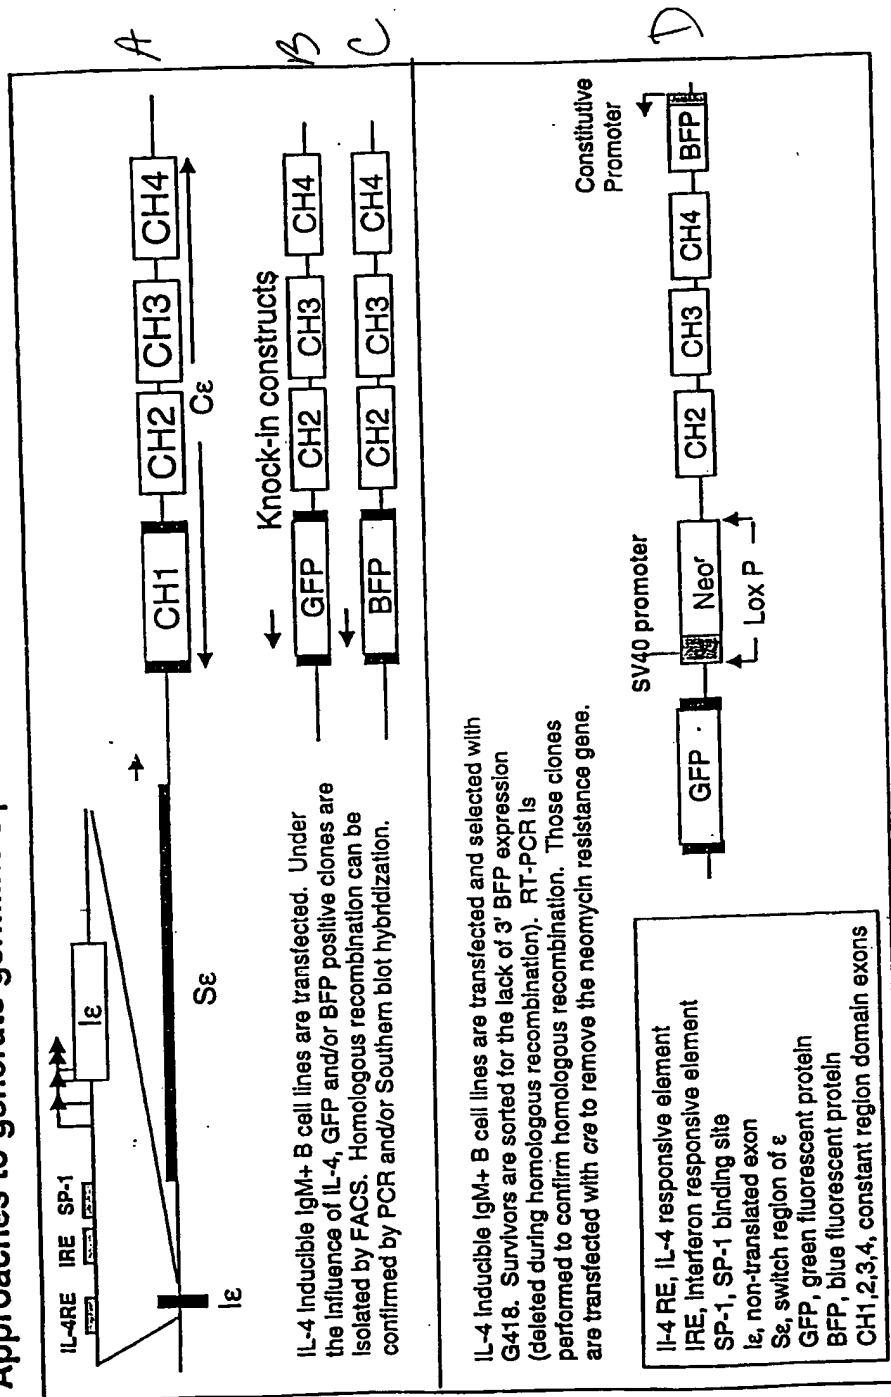 Approaches to generate germline
A
IL-4RE IRE SP-1
Iε
Iε
Sε
CH1 CH2 CH3 CH4
Cε
Knock-in constructs
B
GFP CH2 CH3 CH4
C
BFP CH2 CH3 CH4
IL-4 inducible IgM+ B cell lines are transfected. Under
the influence of IL-4, GFP and/or BFP positive clones are
isolated by FACS. Homologous recombination can be
confirmed by PCR and/or Southern blot hybridization.
IL-4 inducible IgM+ B cell lines are transfected and selected with
G418. Survivors are sorted for the lack of 3' BFP expression
(deleted during homologous recombination). RT-PCR is
performed to confirm homologous recombination. Those clones
are transfected with cre to remove the neomycin resistance gene.
D
SV40 promoter
Constitutive
Promoter
GFP Neoʳ CH2 CH3 CH4 BFP
Lox P
Il-4 RE, IL-4 responsive element
IRE, Interferon responsive element
SP-1, SP-1 binding site
Iε, non-translated exon
Sε, switch region of ε
GFP, green fluorescent protein
BFP, blue fluorescent protein
CH1,2,3,4, constant region domain exons